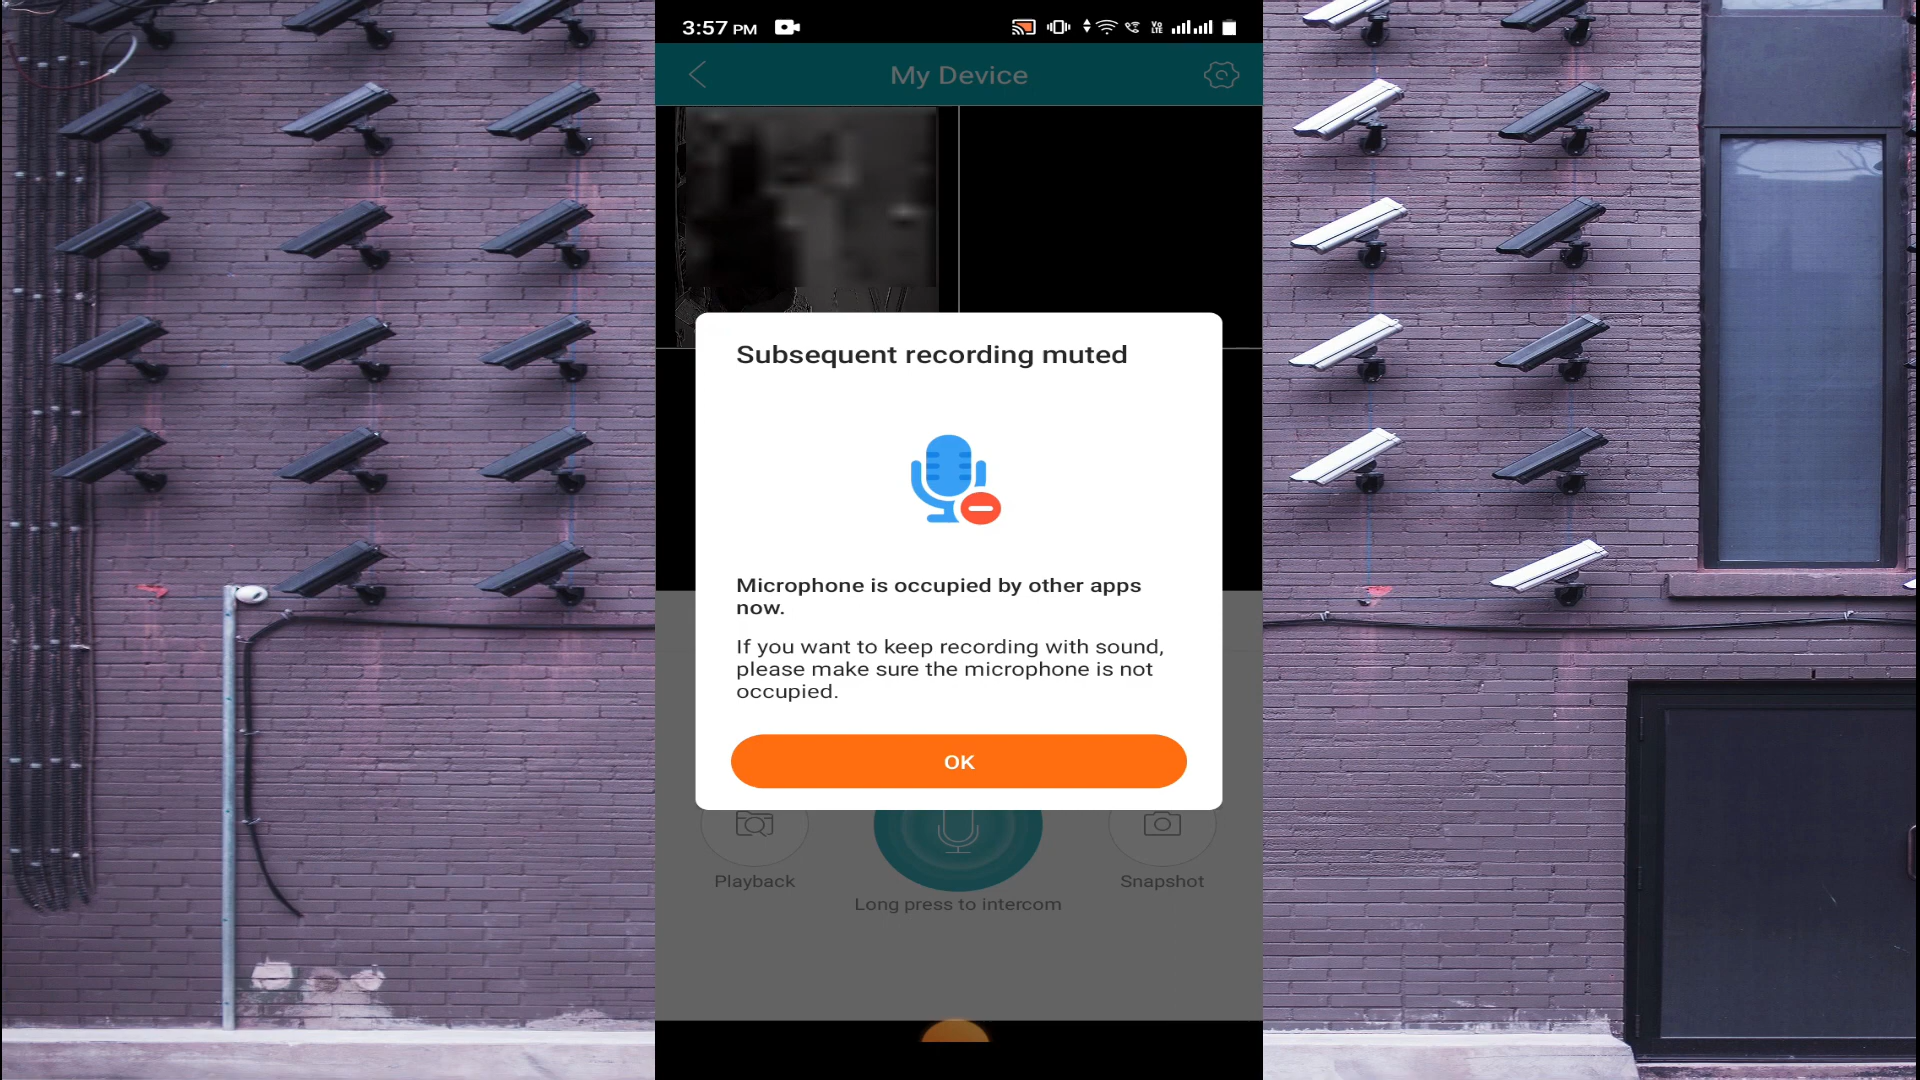 3:57 PM
VO
LTE
My Device
Subsequent recording muted
Microphone is occupied by other apps
now.
If you want to keep recording with sound,
please make sure the microphone is not
occupied.
OK
Playback
Snapshot
Long press to intercom